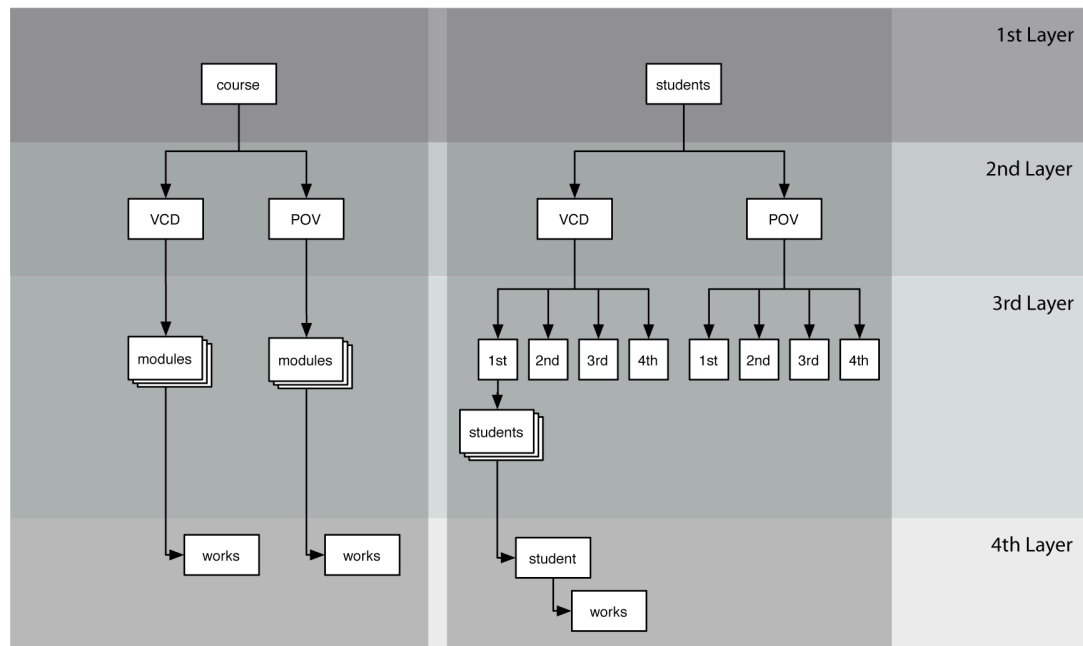 1st Layer
course
students
2nd Layer
VCD
POV
VCD
POV
3rd Layer
modules
modules
1st
2nd
3rd
4th
1st
2nd
3rd
4th
students
4th Layer
works
works
student
works